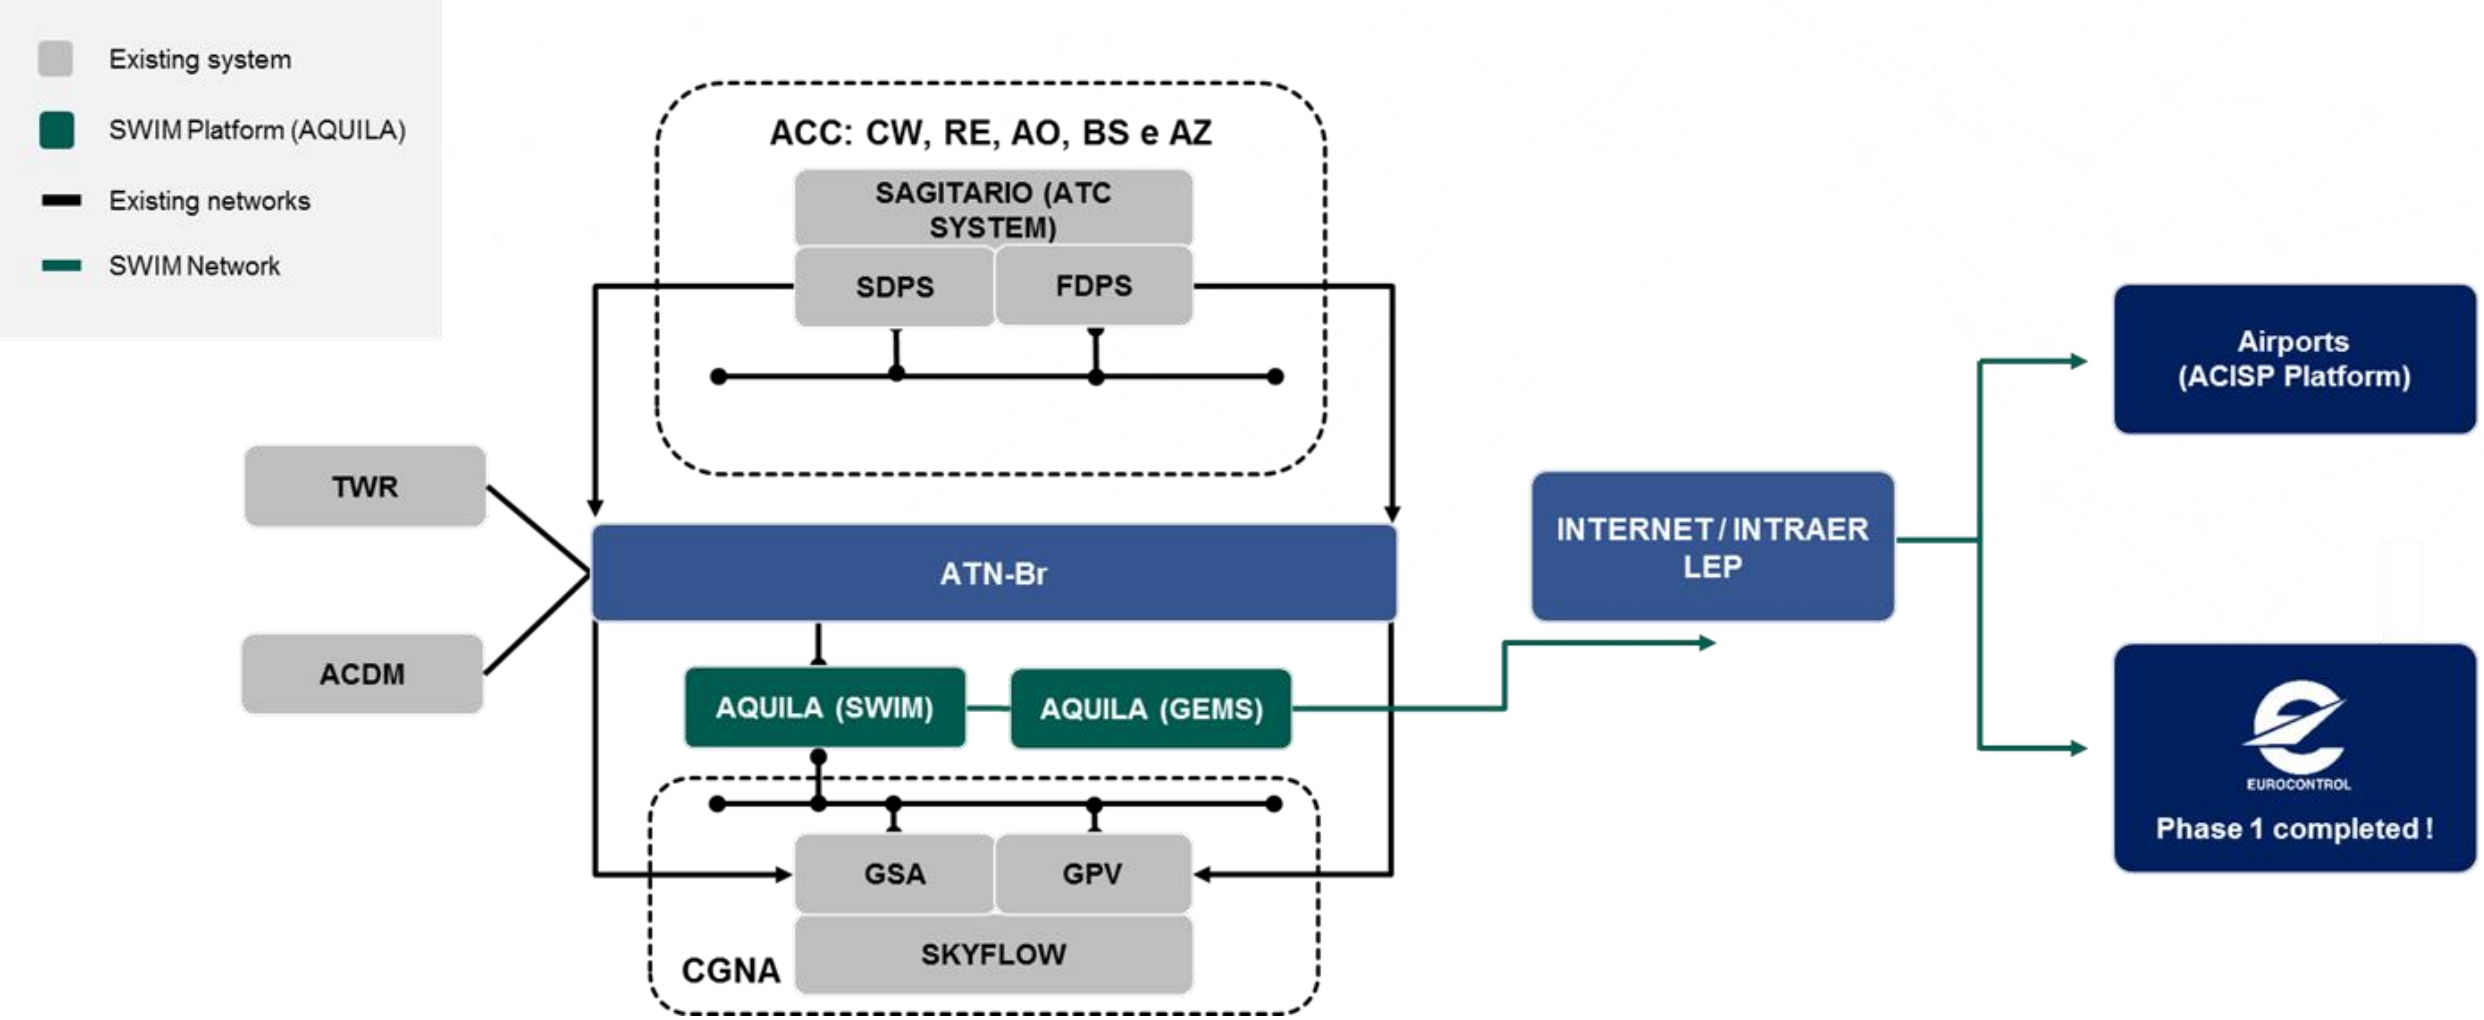 Existing system
SWIM Platform (AQUILA)
Existing networks
SWIM Network
ACC: CW, RE, AO, BS e AZ
SAGITARIO (ATC
SYSTEM)
SDPS
FDPS
TWR
ACDM
ATN-Br
AQUILA (SWIM)
AQUILA (GEMS)
GSA
GPV
SKYFLOW
CGNA
INTERNET / INTRAER
LEP
Airports
(ACISP Platform)
EUROCONTROL
Phase 1 completed !